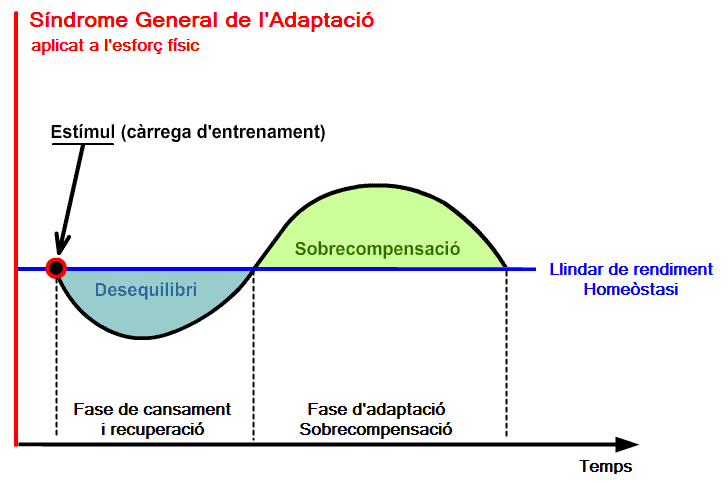 Síndrome General de l'Adaptació
aplicat a l'esforç físic
Estímul (càrrega d'entrenament)
Sobrecompensació
Desequilibri
Llindar de rendiment
Homeòstasi
Fase de cansament
i recuperació
Fase d'adaptació
Sobrecompensació
Temps